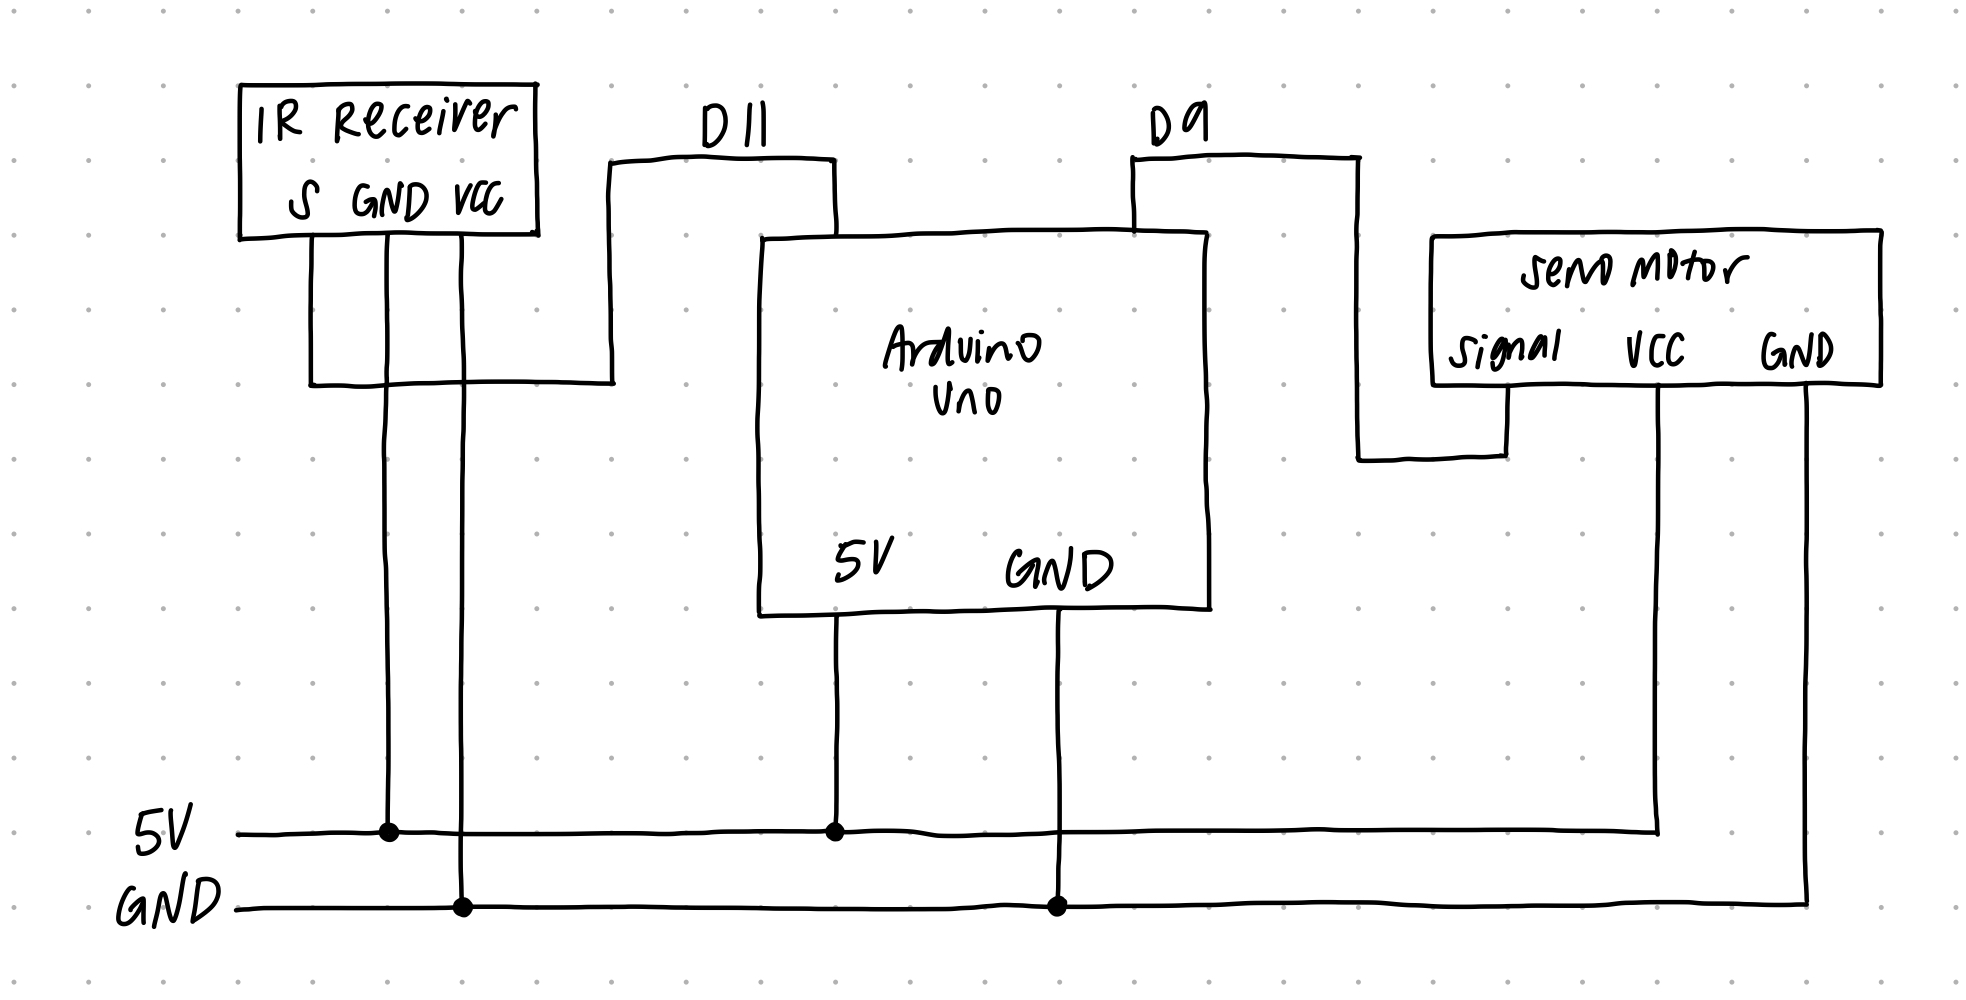 IR Receiver
S GND VCC
D11
D9
Arduino
Uno
5V GND
Servo Motor
Signal VCC GND
5V
GND